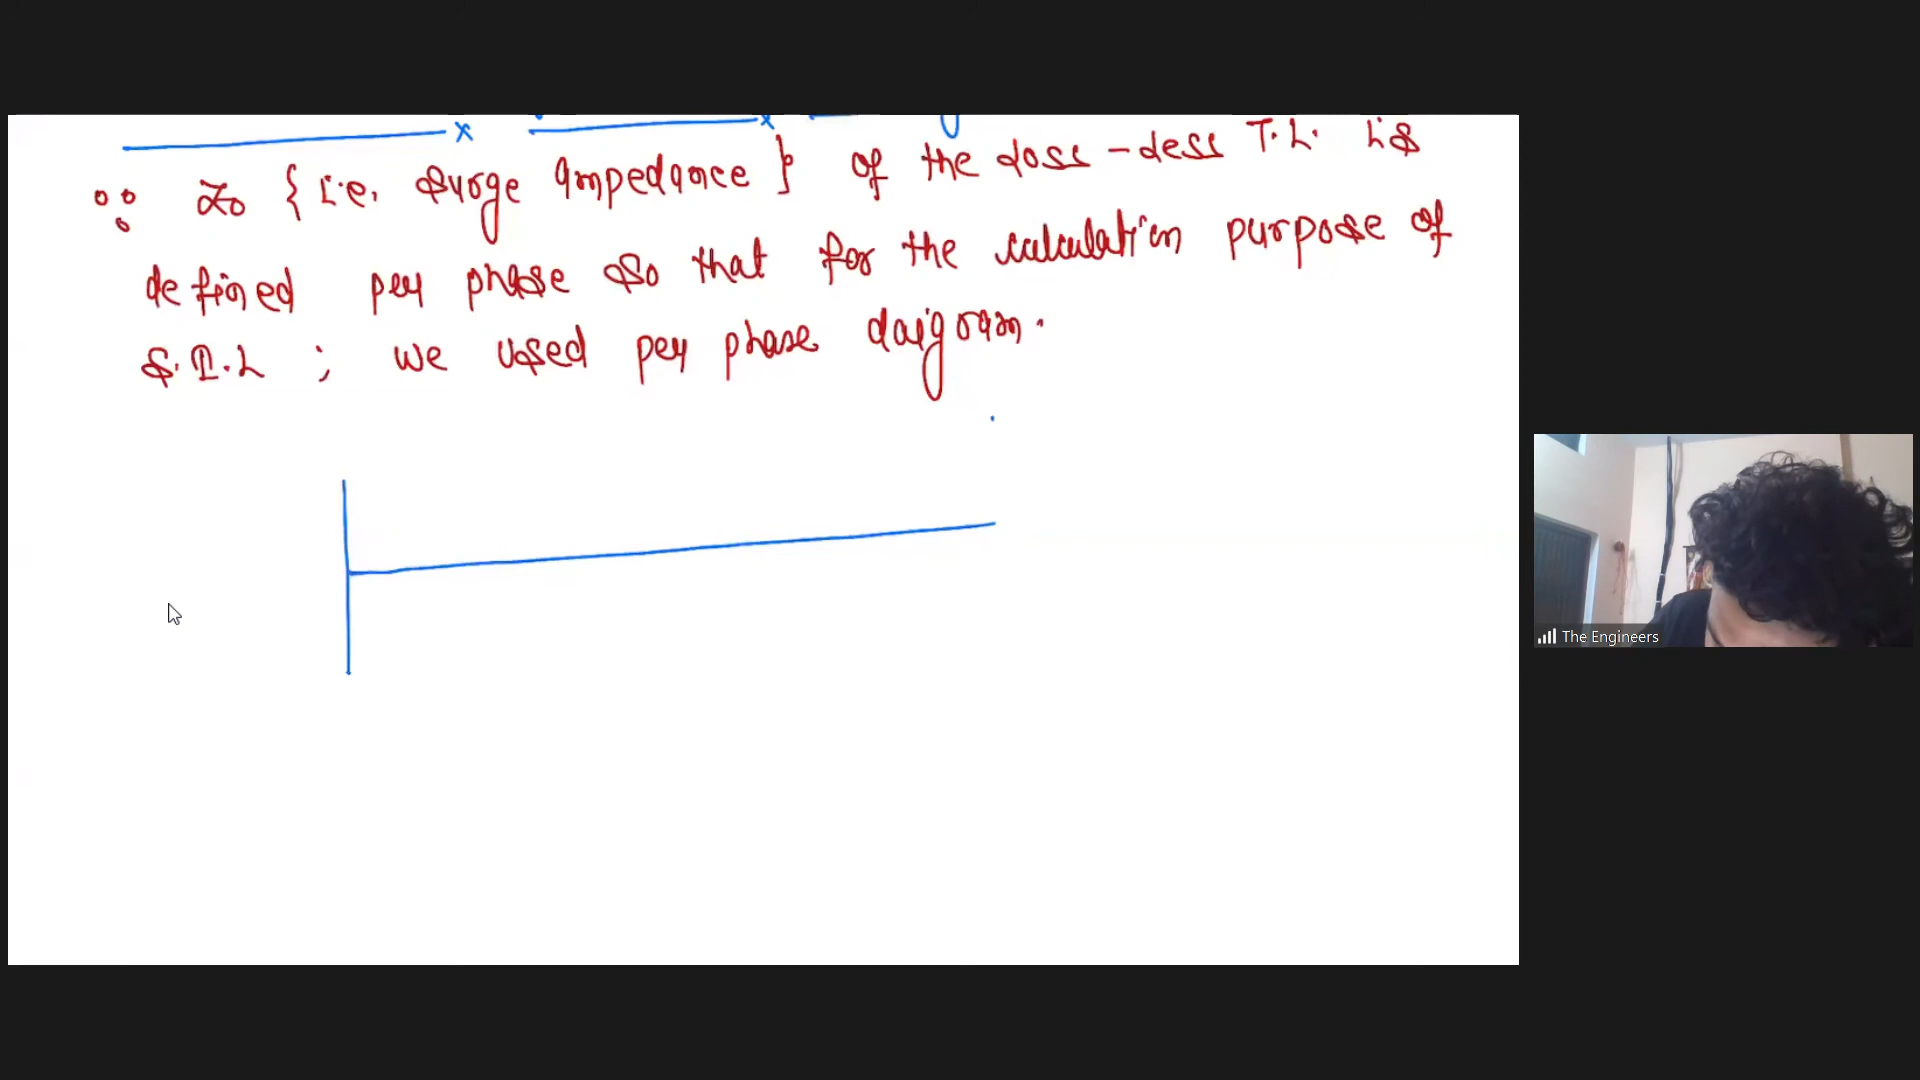 ∵ Z₀ {i.e. Surge Impedance} of the loss-less T.L. is
defined per phase so that for the calculation purpose of
S.I.L ; we used per phase daigram.
The Engineers